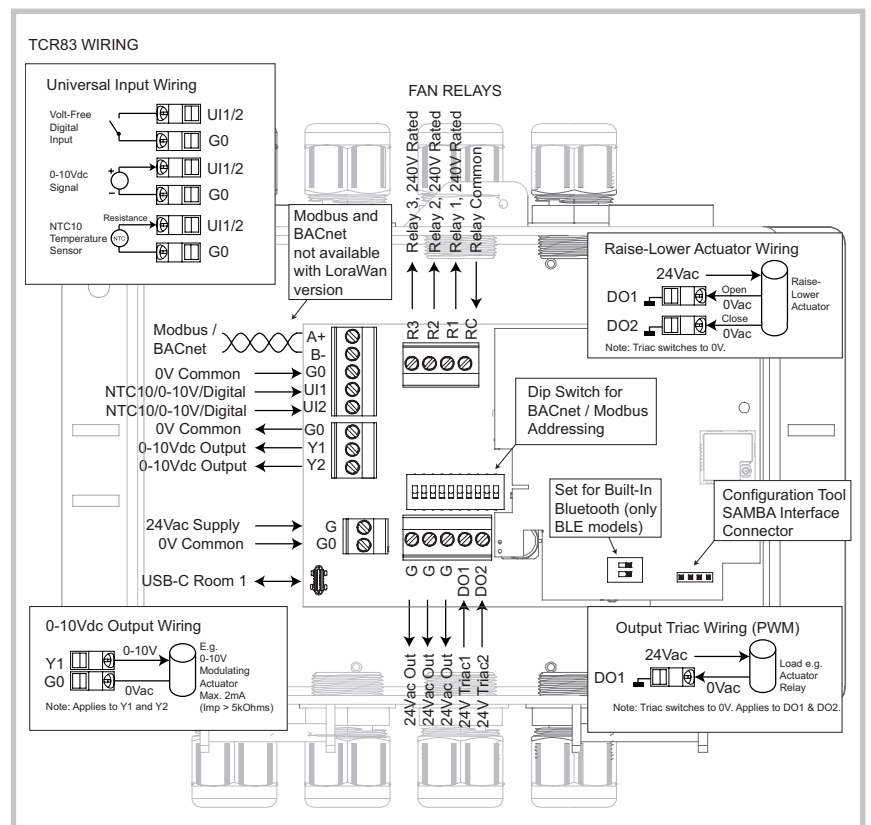 TCR83 WIRING
Universal Input Wiring
Volt-Free
Digital
Input
UI1/2
G0
0-10Vdc
Signal
+
-
UI1/2
G0
NTC10
Temperature
Sensor
Resistance
NTC
UI1/2
G0
FAN RELAYS
Relay 3, 240V Rated
Relay 2, 240V Rated
Relay 1, 240V Rated
Relay Common
R3
R2
R1
RC
Modbus and
BACnet
not available
with LoraWan
version
Raise-Lower Actuator Wiring
24Vac
DO1
Open
0Vac
DO2
Close
0Vac
Raise-
Lower
Actuator
Note: Triac switches to 0V.
Modbus /
BACnet
A+
B-
0V Common
G0
NTC10/0-10V/Digital
UI1
NTC10/0-10V/Digital
UI2
0V Common
G0
0-10Vdc Output
Y1
0-10Vdc Output
Y2
Dip Switch for
BACnet / Modbus
Addressing
Set for Built-In
Bluetooth (only
BLE models)
Configuration Tool
SAMBA Interface
Connector
24Vac Supply
G
0V Common
G0
USB-C Room 1
G
G
G
DO1
DO2
24Vac Out
24Vac Out
24Vac Out
24V Triac1
24V Triac2
0-10Vdc Output Wiring
Y1
0-10V
G0
0Vac
E.g.
0-10V
Modulating
Actuator
Max. 2mA
(Imp > 5kOhms)
Note: Applies to Y1 and Y2
Output Triac Wiring (PWM)
24Vac
DO1
0Vac
Load e.g.
Actuator
Relay
Note: Triac switches to 0V. Applies to DO1 & DO2.